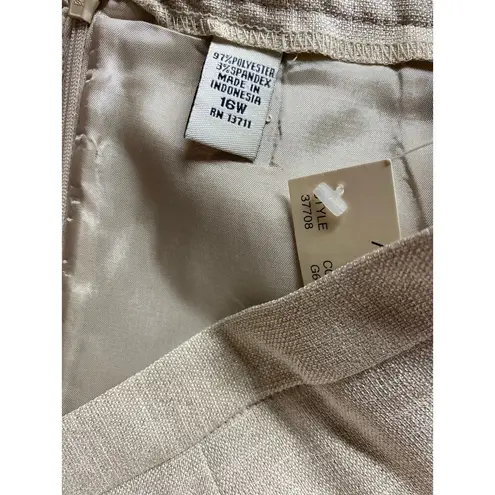 97% POLYESTER
3% SPANDEX
MADE IN
INDONESIA
16W
RN 13711
STYLE
37708